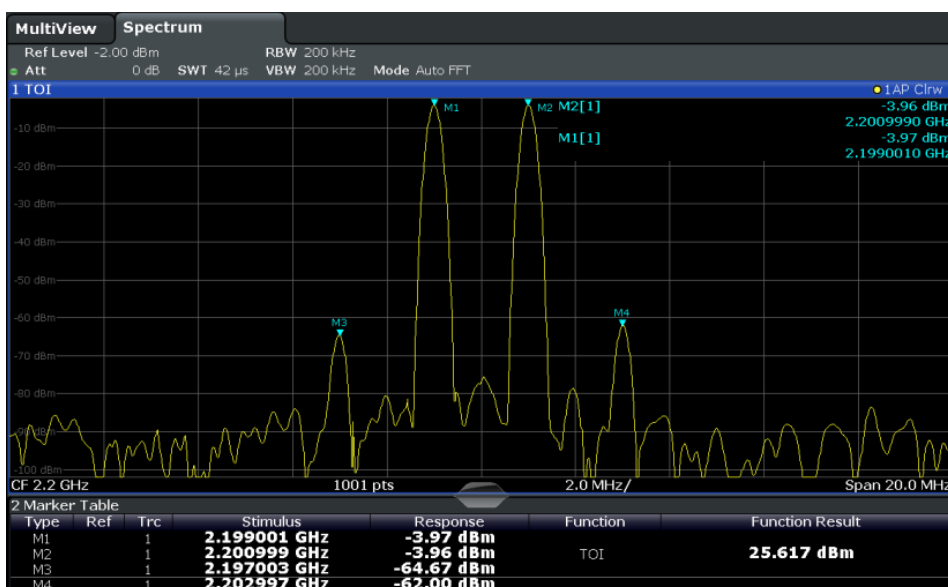 MultiView Spectrum
Ref Level -2.00 dBm RBW 200 kHz
Att 0 dB SWT 42 µs VBW 200 kHz Mode Auto FFT
1 TOI 1AP Clrw
M1 M2 M2[1] -3.96 dBm
2.2009990 GHz
M1[1] -3.97 dBm
2.1990010 GHz
-10 dBm
-20 dBm
-30 dBm
-40 dBm
-50 dBm
-60 dBm
M3 M4
-70 dBm
-80 dBm
-90 dBm
-100 dBm
CF 2.2 GHz 1001 pts 2.0 MHz/ Span 20.0 MHz
2 Marker Table
Type Ref Trc Stimulus Response Function Function Result
M1 1 2.199001 GHz -3.97 dBm
M2 1 2.200999 GHz -3.96 dBm TOI 25.617 dBm
M3 1 2.197003 GHz -64.67 dBm
M4 1 2.202997 GHz -62.00 dBm